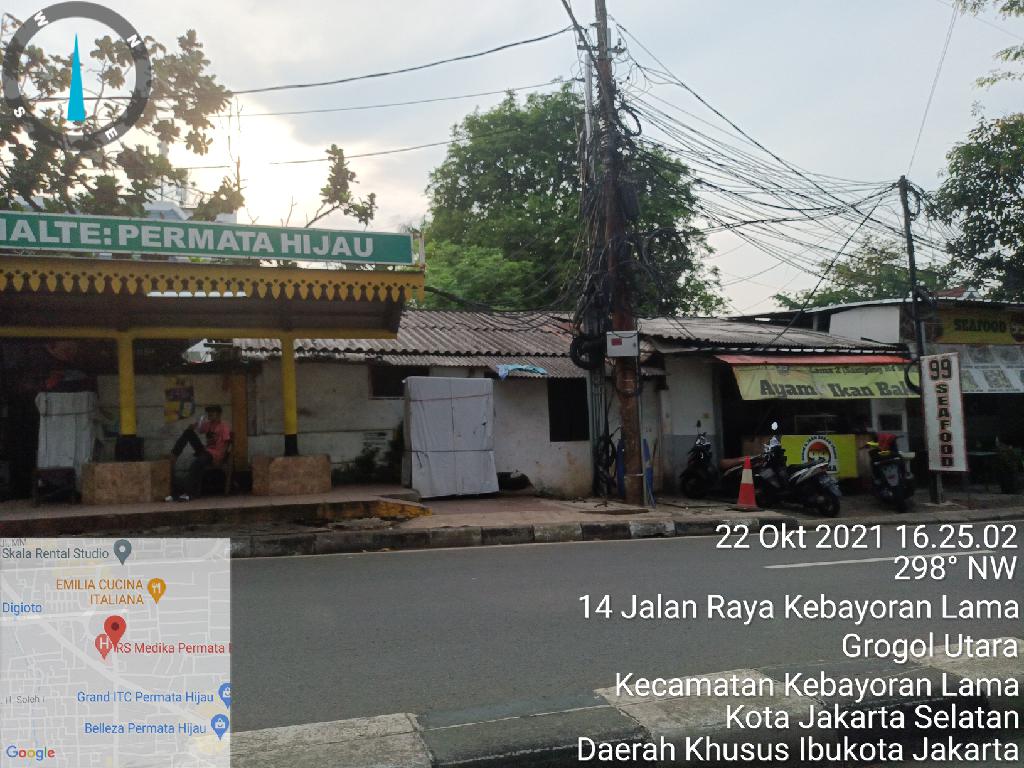 W
N
S
E
HALTE: PERMATA HIJAU
SEAFOOD
Ayam Ikan Bak
99
SEAFOOD
22 Okt 2021 16.25.02
298° NW
14 Jalan Raya Kebayoran Lama
Grogol Utara
Kecamatan Kebayoran Lama
Kota Jakarta Selatan
Daerah Khusus Ibukota Jakarta
Skala Rental Studio
EMILIA CUCINA
ITALIANA
Digioto
RS Medika Permata
Grand ITC Permata Hijau
Belleza Permata Hijau
Google